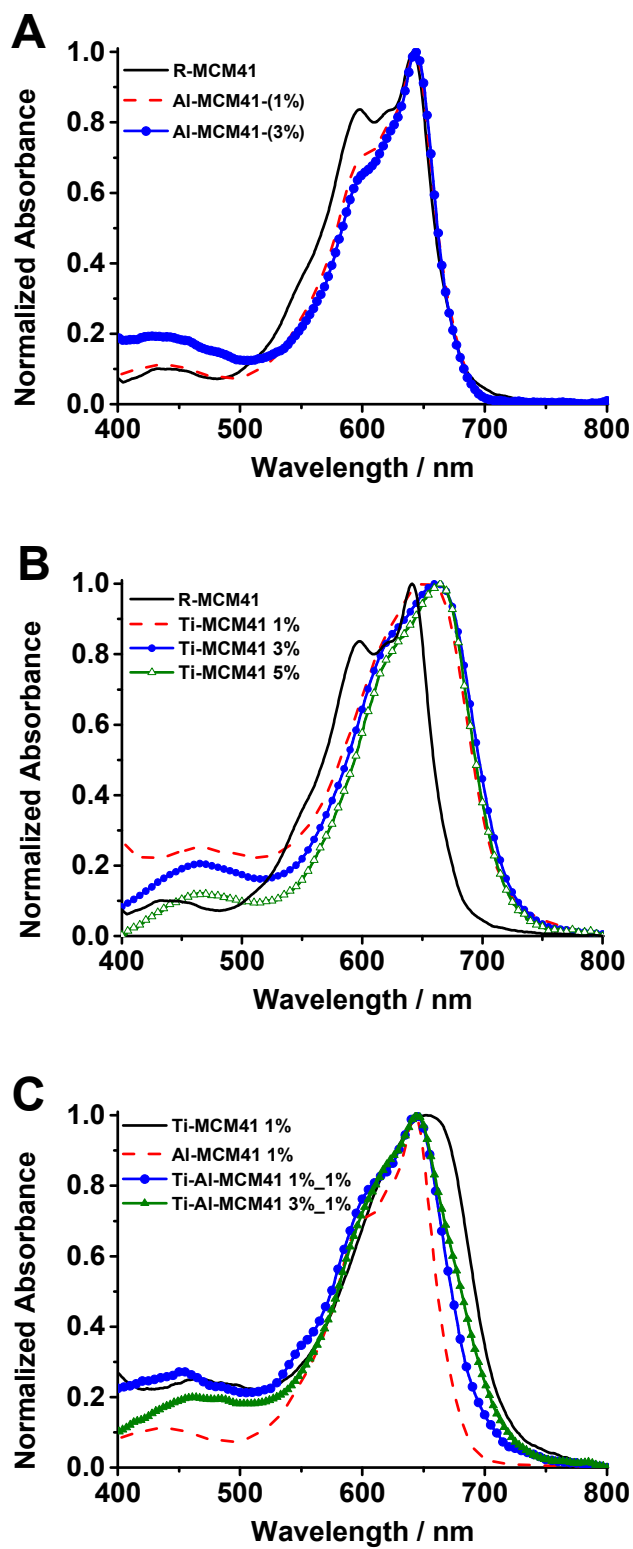 A
R-MCM41
Al-MCM41-(1%)
Al-MCM41-(3%)
Normalized Absorbance
1.0
0.8
0.6
0.4
0.2
0.0
400 500 600 700 800
Wavelength / nm
B
R-MCM41
Ti-MCM41 1%
Ti-MCM41 3%
Ti-MCM41 5%
Normalized Absorbance
1.0
0.8
0.6
0.4
0.2
0.0
400 500 600 700 800
Wavelength / nm
C
Ti-MCM41 1%
Al-MCM41 1%
Ti-Al-MCM41 1%_1%
Ti-Al-MCM41 3%_1%
Normalized Absorbance
1.0
0.8
0.6
0.4
0.2
0.0
400 500 600 700 800
Wavelength / nm